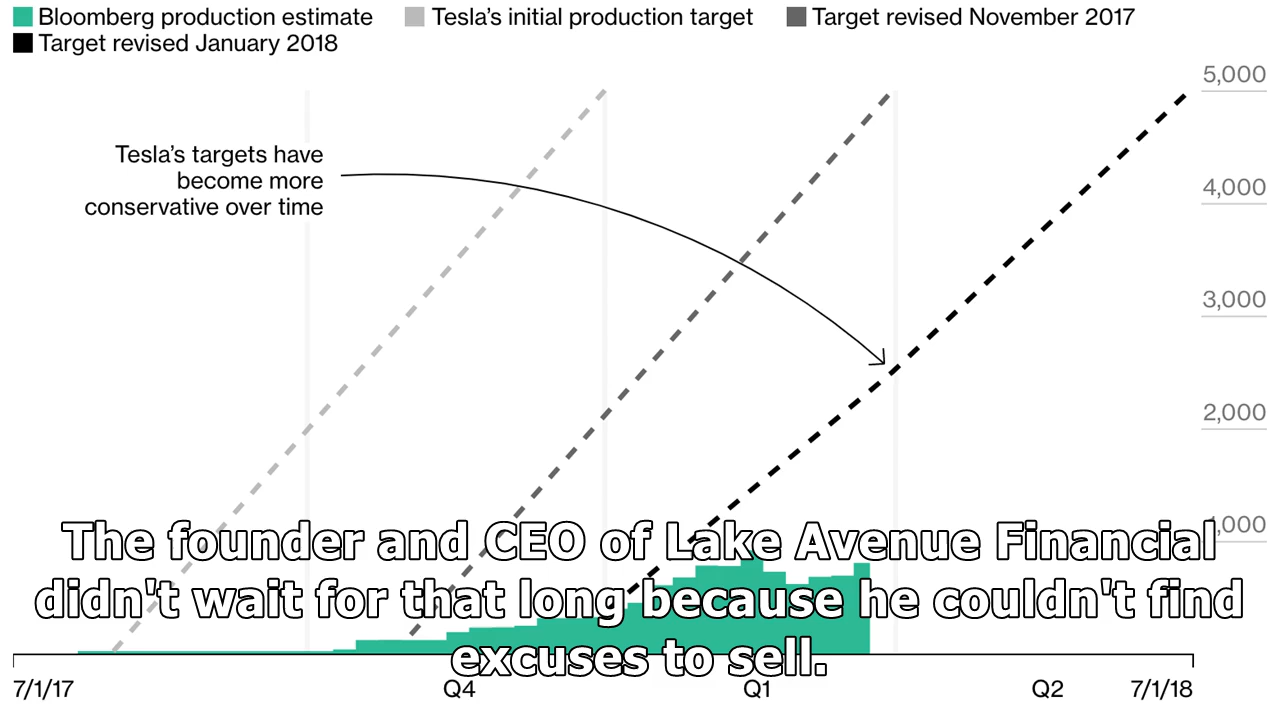 Bloomberg production estimate
Tesla's initial production target
Target revised November 2017
Target revised January 2018
5,000
Tesla's targets have
become more
conservative over time
4,000
3,000
2,000
,000
The founder and CEO of Lake Avenue Financial
didn't wait for that long because he couldn't find
excuses to sell.
7/1/17
Q4
Q1
Q2
7/1/18